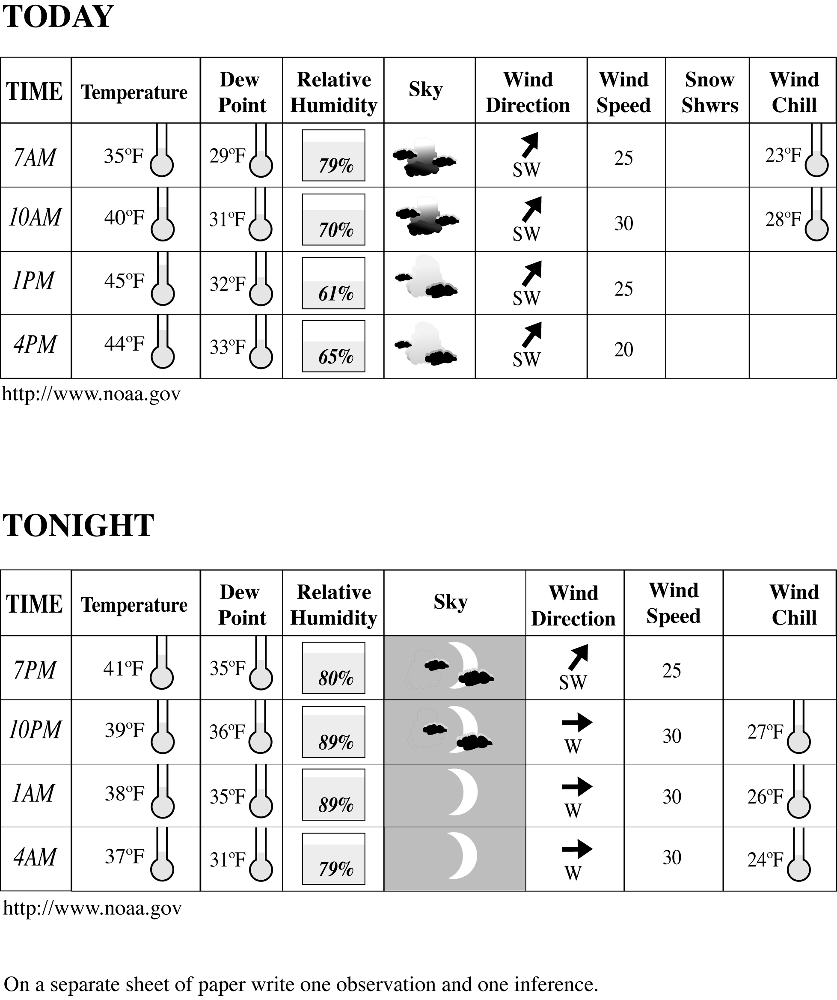 TODAY
TIME Temperature Dew Point Relative Humidity Sky Wind Direction Wind Speed Snow Shwrs Wind Chill
7AM 35ºF 29ºF 79% SW 25 23ºF
10AM 40ºF 31ºF 70% SW 30 28ºF
1PM 45ºF 32ºF 61% SW 25
4PM 44ºF 33ºF 65% SW 20
http://www.noaa.gov
TONIGHT
TIME Temperature Dew Point Relative Humidity Sky Wind Direction Wind Speed Wind Chill
7PM 41ºF 35ºF 80% SW 25
10PM 39ºF 36ºF 89% W 30 27ºF
1AM 38ºF 35ºF 89% W 30 26ºF
4AM 37ºF 31ºF 79% W 30 24ºF
http://www.noaa.gov
On a separate sheet of paper write one observation and one inference.